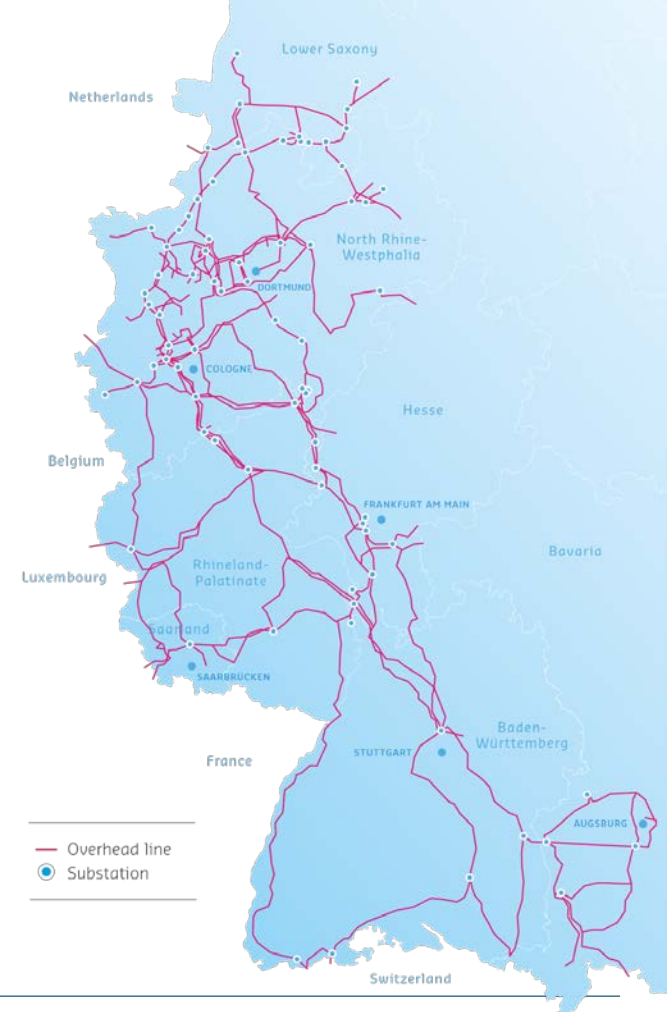 Lower Saxony
Netherlands
North Rhine-
Westphalia
DORTMUND
COLOGNE
Hesse
Belgium
FRANKFURT AM MAIN
Bavaria
Luxembourg
Rhineland-
Palatinate
Saarland
SAARBRÜCKEN
Baden-
Württemberg
France
STUTTGART
AUGSBURG
Overhead line
Substation
Switzerland